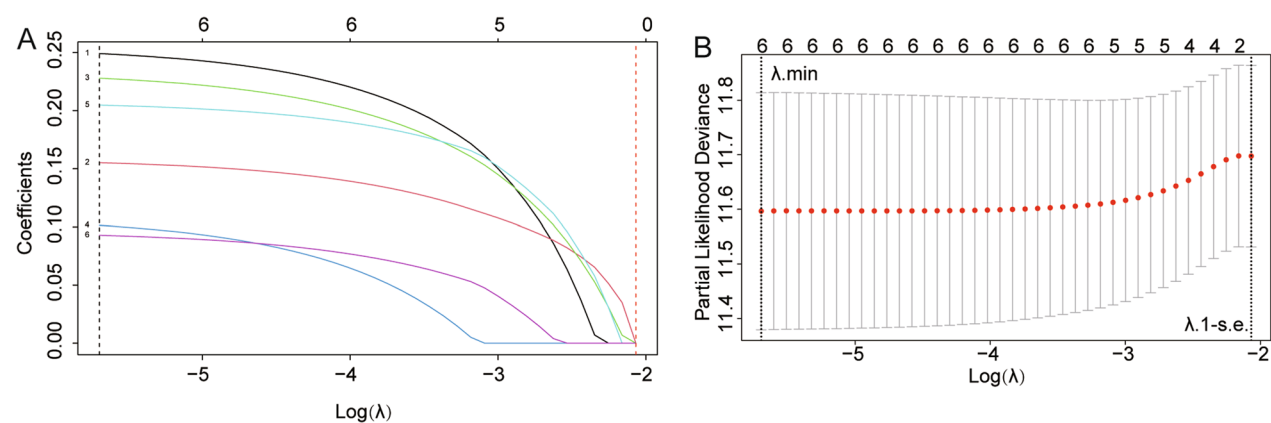 A
6 6 5 0
Coefficients
0.25
0.20
0.15
0.10
0.05
0.00
1
3
5
2
4
6
−5 −4 −3 −2
Log(λ)
B
6 6 6 6 6 6 6 6 6 6 6 6 6 6 5 5 5 4 4 2
λ.min
Partial Likelihood Deviance
11.8
11.7
11.6
11.5
11.4
λ.1-s.e.
−5 −4 −3 −2
Log(λ)